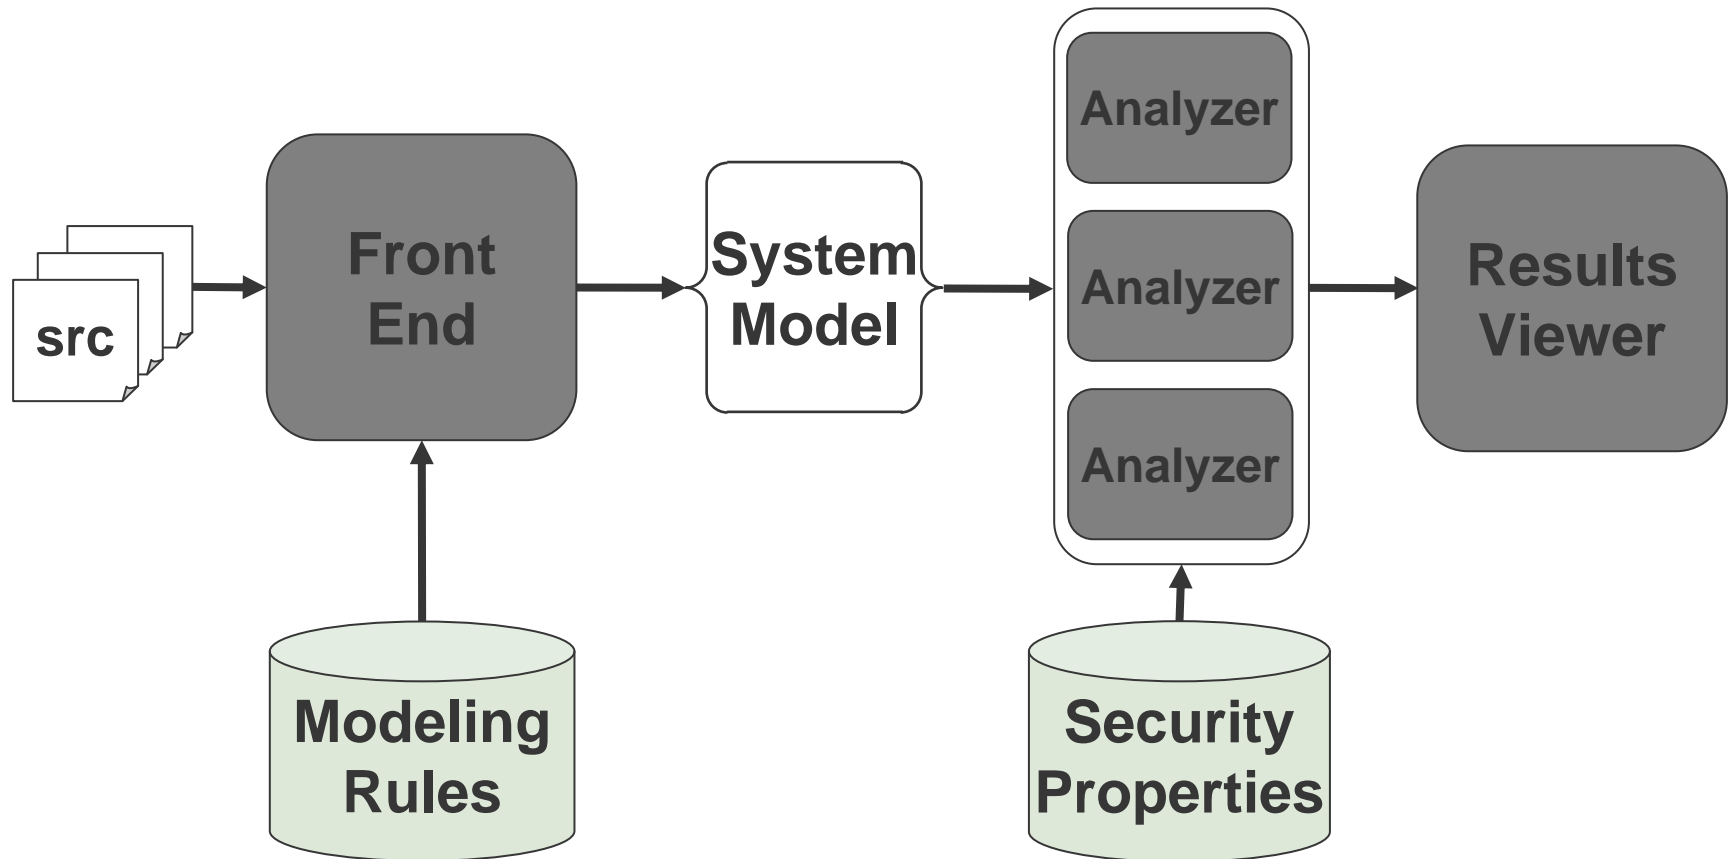 src
Front
End
System
Model
Analyzer
Analyzer
Analyzer
Results
Viewer
Modeling
Rules
Security
Properties